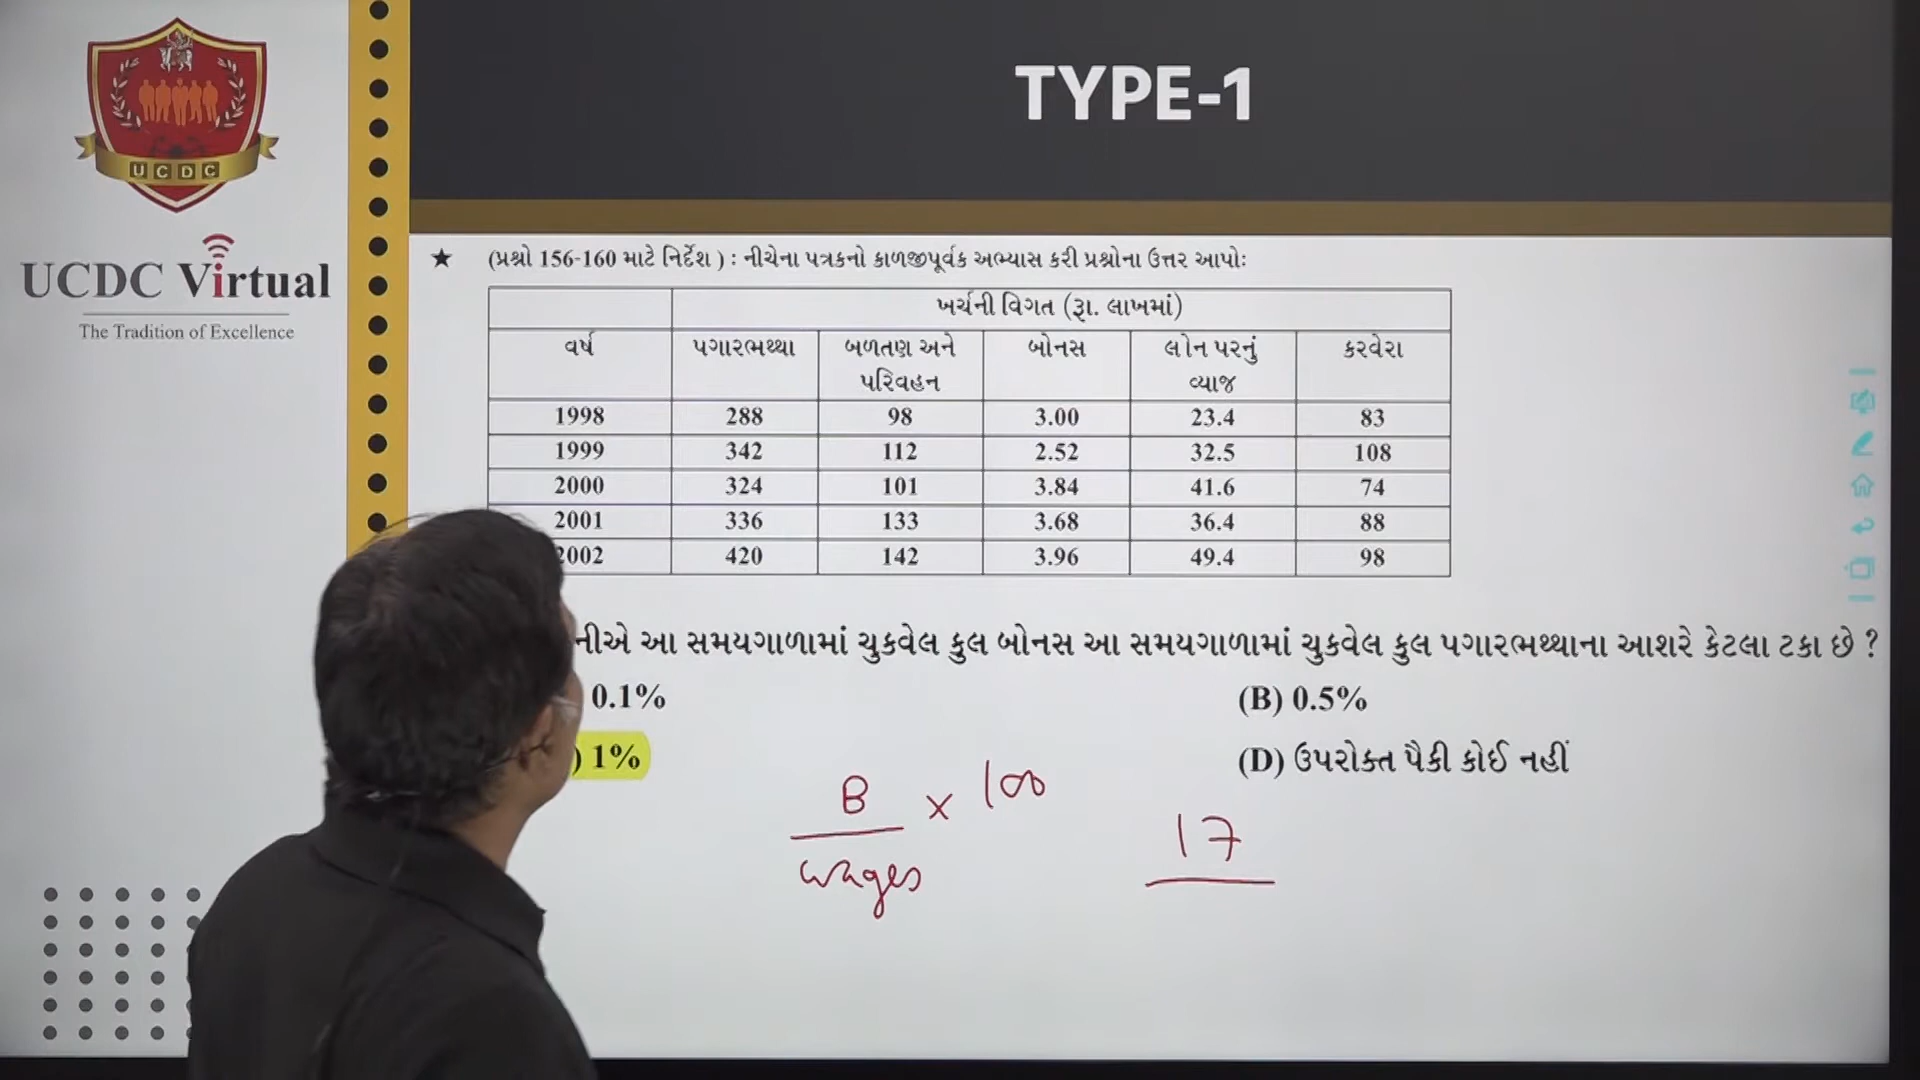 UCDC
UCDC Virtual
The Tradition of Excellence
TYPE-1
★ (પ્રશ્નો 156-160 માટે નિર્દેશ) : નીચેના પત્રકનો કાળજીપૂર્વક અભ્યાસ કરી પ્રશ્નોના ઉત્તર આપોઃ
ખર્ચની વિગત (રૂા. લાખમાં)
વર્ષ પગારભથ્થા બળતણ અને પરિવહન બોનસ લોન પરનું વ્યાજ કરવેરા
1998 288 98 3.00 23.4 83
1999 342 112 2.52 32.5 108
2000 324 101 3.84 41.6 74
2001 336 133 3.68 36.4 88
2002 420 142 3.96 49.4 98
નીએ આ સમયગાળામાં ચુકવેલ કુલ બોનસ આ સમયગાળામાં ચુકવેલ કુલ પગારભથ્થાના આશરે કેટલા ટકા છે ?
0.1% (B) 0.5%
) 1% (D) ઉપરોક્ત પૈકી કોઈ નહીં
B × 100
wages
17